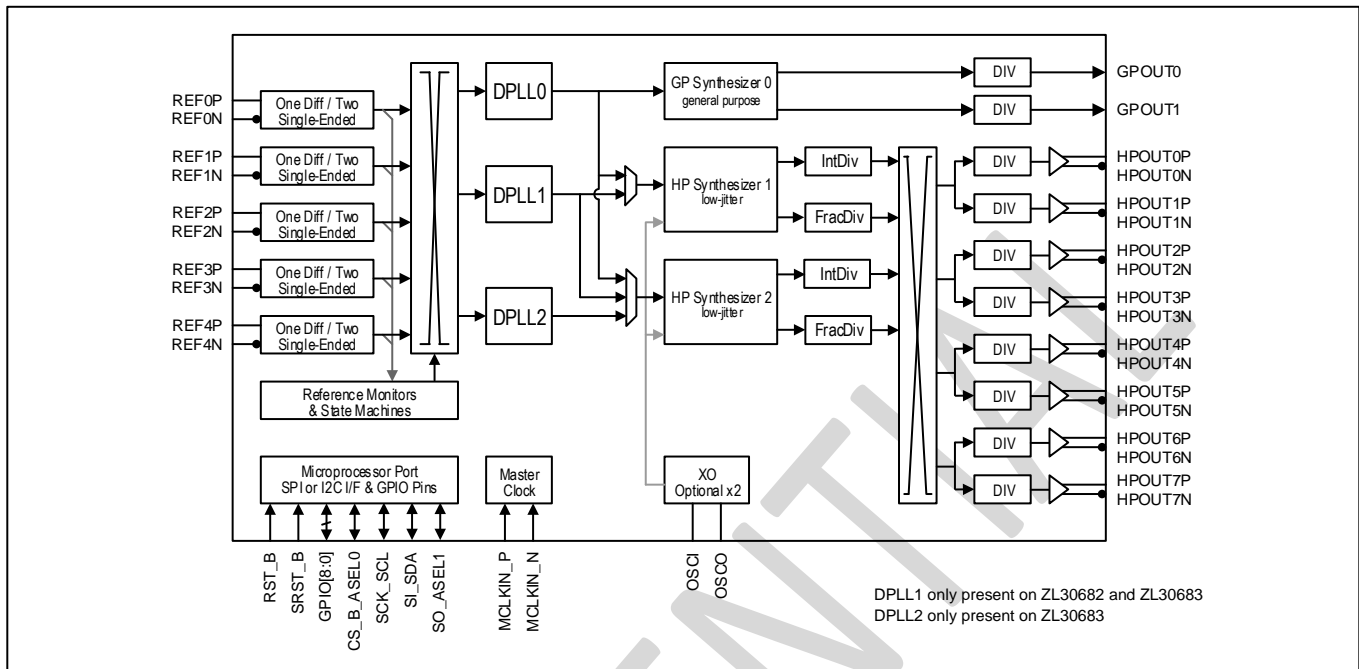 REF0P
REF0N
One Diff / Two
Single-Ended
REF1P
REF1N
One Diff / Two
Single-Ended
REF2P
REF2N
One Diff / Two
Single-Ended
REF3P
REF3N
One Diff / Two
Single-Ended
REF4P
REF4N
One Diff / Two
Single-Ended
Reference Monitors
& State Machines
DPLL0
DPLL1
DPLL2
GP Synthesizer 0
general purpose
HP Synthesizer 1
low-jitter
HP Synthesizer 2
low-jitter
IntDiv
FracDiv
IntDiv
FracDiv
DIV
GPOUT0
DIV
GPOUT1
DIV
HPOUT0P
HPOUT0N
DIV
HPOUT1P
HPOUT1N
DIV
HPOUT2P
HPOUT2N
DIV
HPOUT3P
HPOUT3N
DIV
HPOUT4P
HPOUT4N
DIV
HPOUT5P
HPOUT5N
DIV
HPOUT6P
HPOUT6N
DIV
HPOUT7P
HPOUT7N
Microprocessor Port
SPI or I2C I/F & GPIO Pins
Master
Clock
XO
Optional x2
RST_B
SRST_B
GPIO[8:0]
CS_B_ASEL0
SCK_SCL
SI_SDA
SO_ASEL1
MCLKIN_P
MCLKIN_N
OSCI
OSCO
DPLL1 only present on ZL30682 and ZL30683
DPLL2 only present on ZL30683
ENTIAL